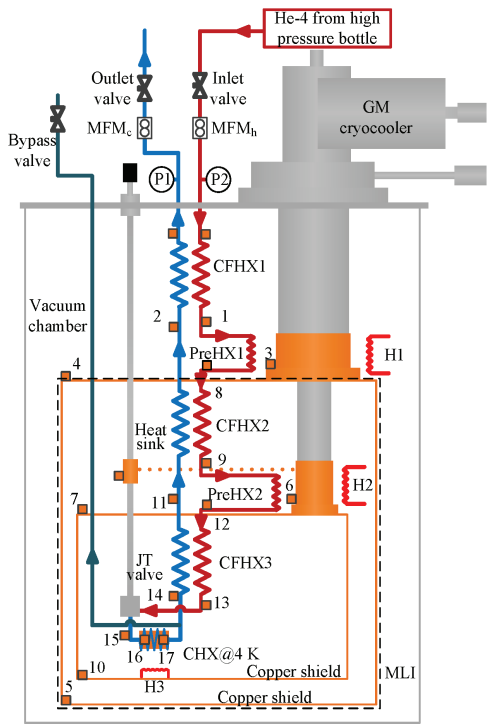 He-4 from high
pressure bottle
Outlet
valve
Inlet
valve
GM
cryocooler
Bypass
valve
MFMc
MFMh
P1
P2
CFHX1
Vacuum
chamber
2
1
PreHX1
3
H1
4
8
CFHX2
Heat
sink
9
PreHX2
6
H2
7
11
12
JT
valve
CFHX3
14
13
15
16
17
CHX@4 K
10
H3
Copper shield
MLI
5
Copper shield